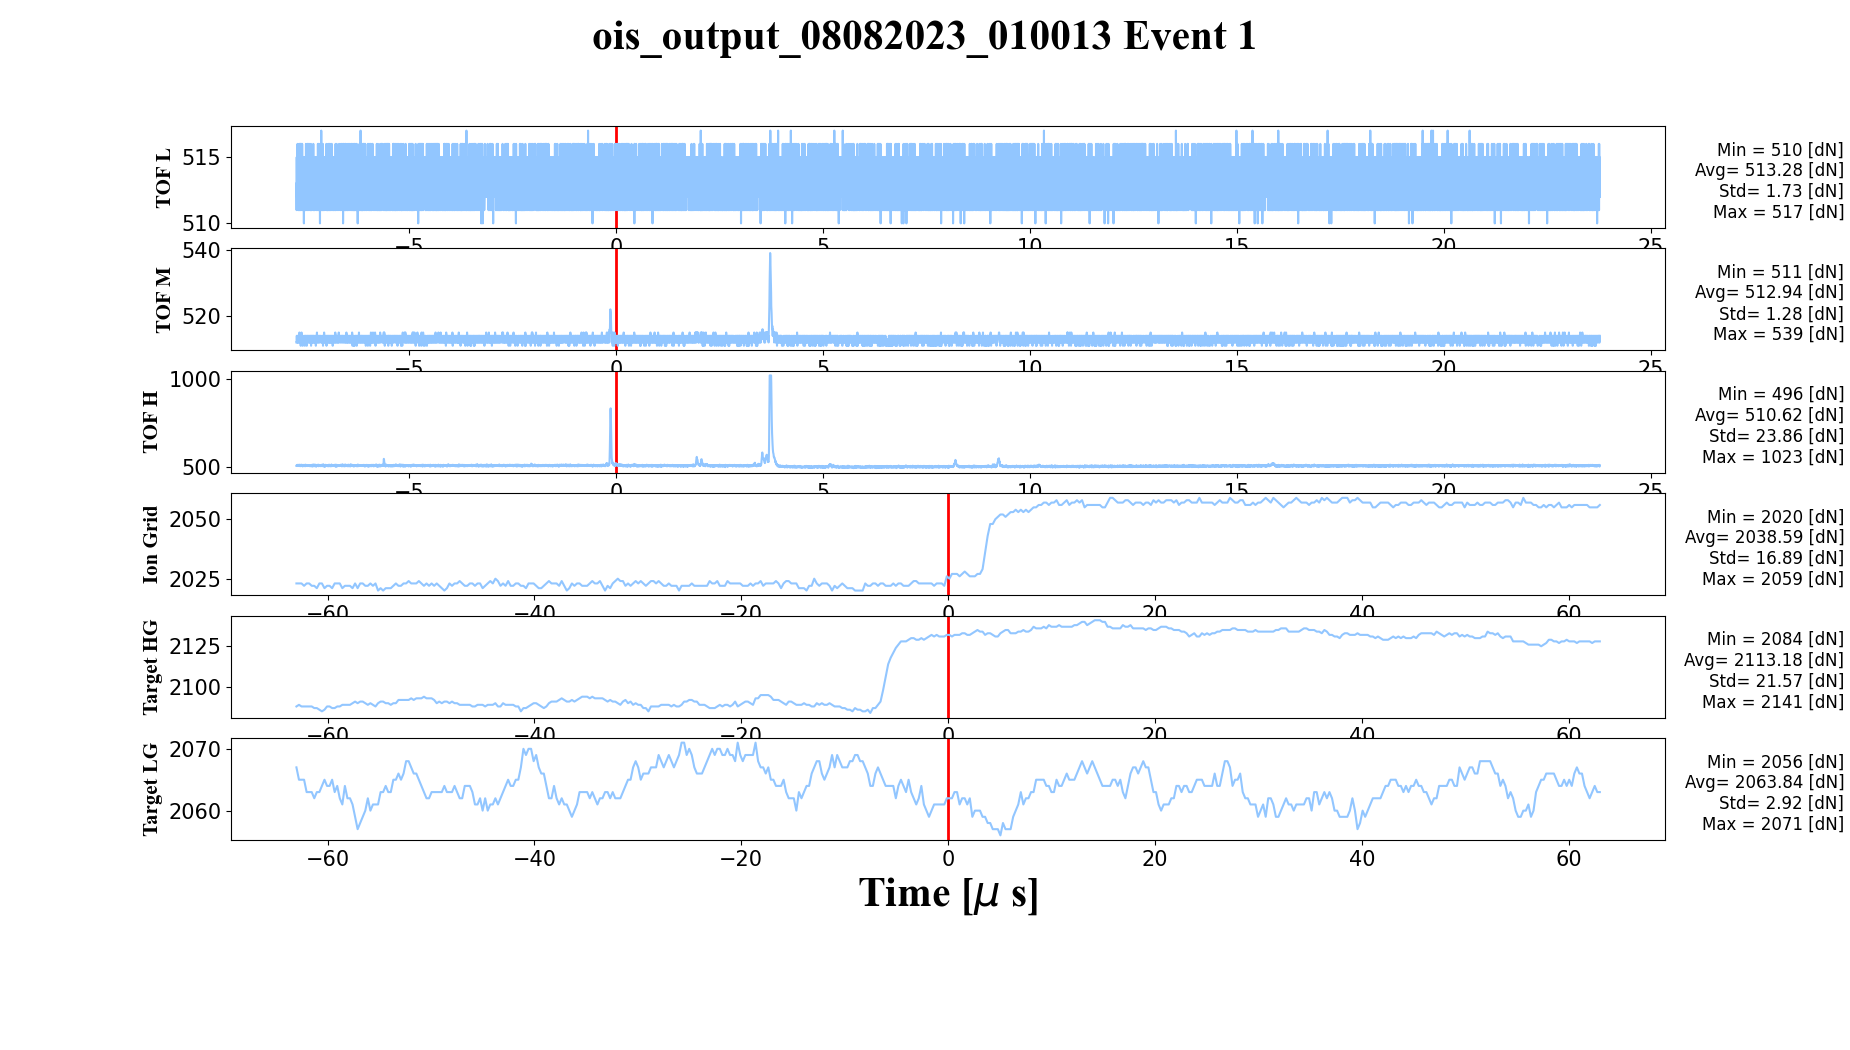 ois_output_08082023_010013 Event 1
TOF L
515
510
−5
0
5
10
15
20
25
Min = 510 [dN]
Avg= 513.28 [dN]
Std= 1.73 [dN]
Max = 517 [dN]
TOF M
540
520
−5
0
5
10
15
20
25
Min = 511 [dN]
Avg= 512.94 [dN]
Std= 1.28 [dN]
Max = 539 [dN]
TOF H
1000
500
−5
0
5
10
15
20
25
Min = 496 [dN]
Avg= 510.62 [dN]
Std= 23.86 [dN]
Max = 1023 [dN]
Ion Grid
2050
2025
−60
−40
−20
0
20
40
60
Min = 2020 [dN]
Avg= 2038.59 [dN]
Std= 16.89 [dN]
Max = 2059 [dN]
Target HG
2125
2100
−60
−40
−20
0
20
40
60
Min = 2084 [dN]
Avg= 2113.18 [dN]
Std= 21.57 [dN]
Max = 2141 [dN]
Target LG
2070
2060
−60
−40
−20
0
20
40
60
Min = 2056 [dN]
Avg= 2063.84 [dN]
Std= 2.92 [dN]
Max = 2071 [dN]
Time [μ s]